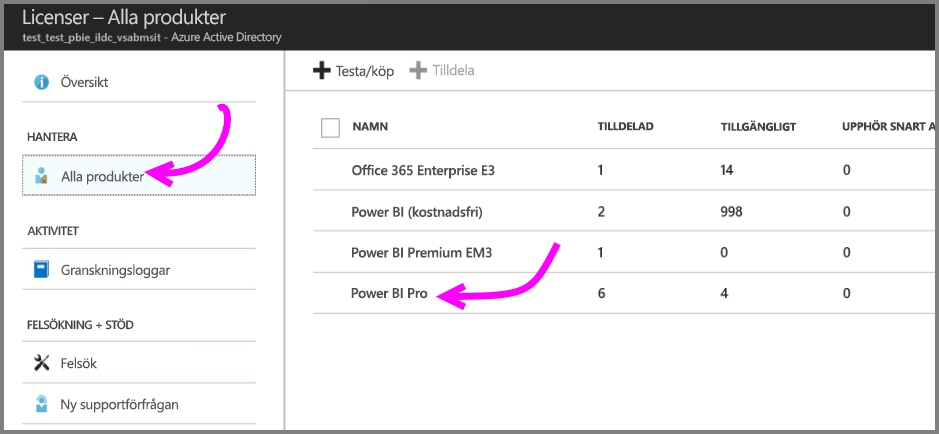 Licenser – Alla produkter
test_test_pbie_ildc_vsabmsit - Azure Active Directory
Översikt
HANTERA
Alla produkter
AKTIVITET
Granskningsloggar
FELSÖKNING + STÖD
Felsök
Ny supportförfrågan
Testa/köp Tilldela
NAMN TILLDELAD TILLGÄNGLIGT UPPHÖR SNART A
Office 365 Enterprise E3 1 14 0
Power BI (kostnadsfri) 2 998 0
Power BI Premium EM3 1 0 0
Power BI Pro 6 4 0